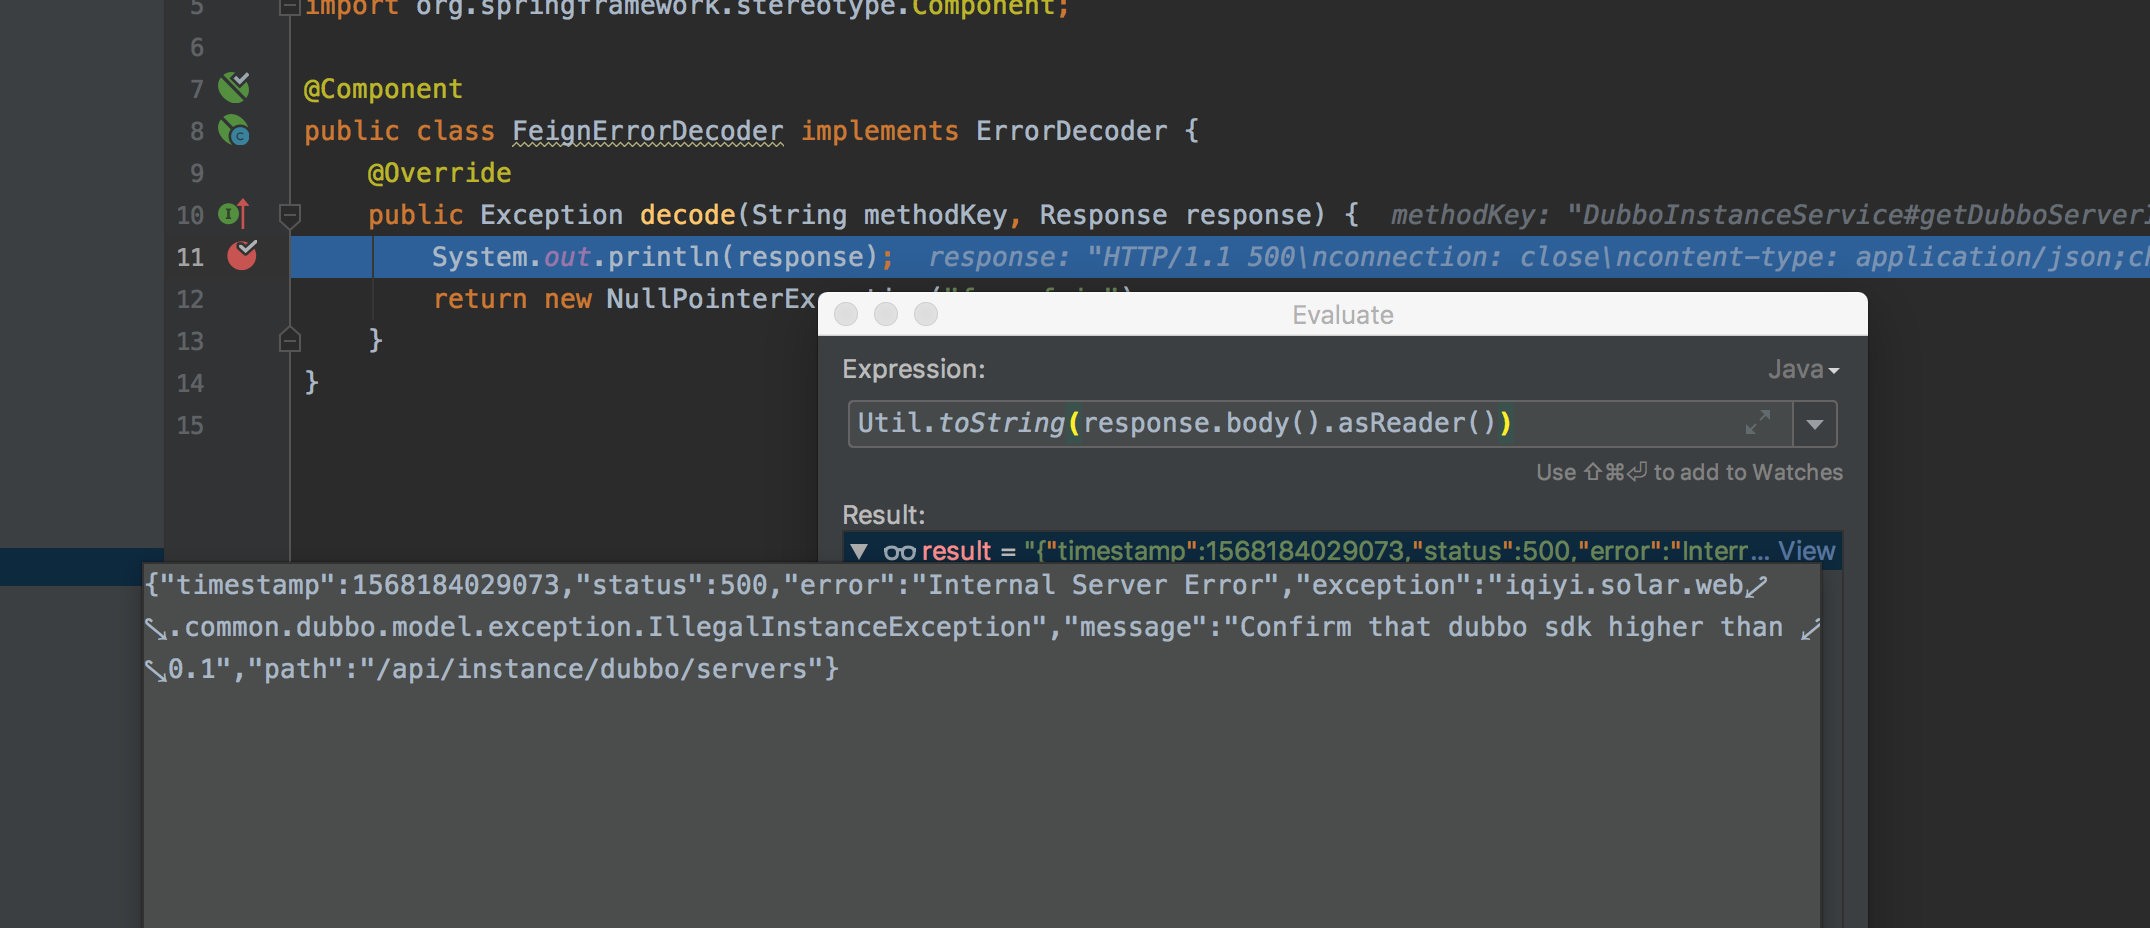 5 import org.springframework.stereotype.Component;
6
7 @Component
8 public class FeignErrorDecoder implements ErrorDecoder {
9 @Override
10 public Exception decode(String methodKey, Response response) { methodKey: "DubboInstanceService#getDubboServer
11 System.out.println(response); response: "HTTP/1.1 500\nconnection: close\ncontent-type: application/json;ch
12 return new NullPointerEx
13 }
14 }
15
Evaluate
Expression:
Java
Util.toString(response.body().asReader())
Use ⇧⌘⏎ to add to Watches
Result:
result = "{"timestamp":1568184029073,"status":500,"error":"Interr... View
{"timestamp":1568184029073,"status":500,"error":"Internal Server Error","exception":"iqiyi.solar.web
.common.dubbo.model.exception.IllegalInstanceException","message":"Confirm that dubbo sdk higher than
0.1","path":"/api/instance/dubbo/servers"}